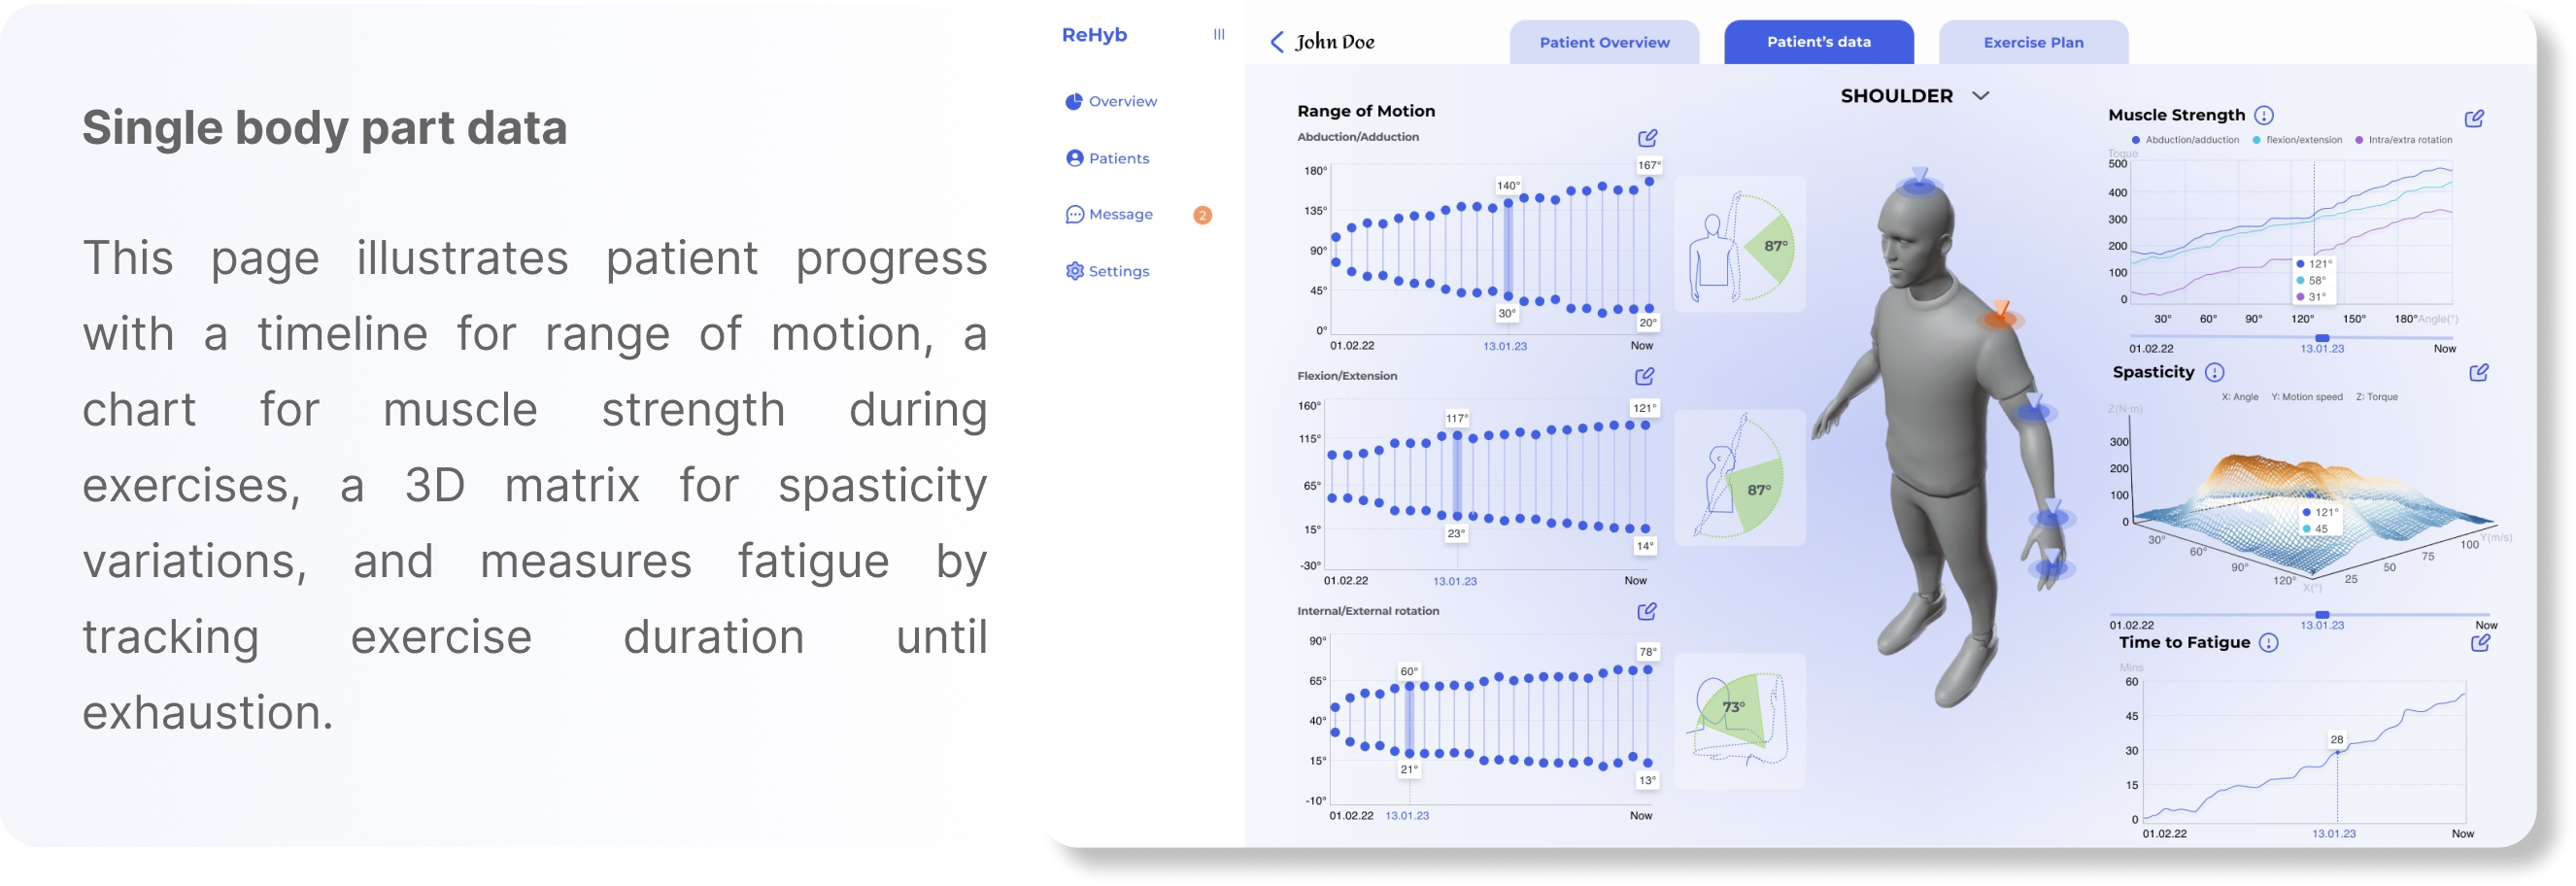 Single body part data
This page illustrates patient progress
with a timeline for range of motion, a
chart for muscle strength during
exercises, a 3D matrix for spasticity
variations, and measures fatigue by
tracking exercise duration until
exhaustion.
ReHyb
Overview
Patients
Message 2
Settings
John Doe
Patient Overview
Patient's data
Exercise Plan
SHOULDER
Range of Motion
Abduction/Adduction
180°
135°
90°
45°
0°
140°
167°
30°
20°
01.02.22 13.01.23 Now
87°
Flexion/Extension
160°
115°
65°
15°
-30°
117°
121°
23°
14°
01.02.22 13.01.23 Now
87°
Internal/External rotation
90°
65°
40°
15°
-10°
60°
78°
21°
13°
01.02.22 13.01.23 Now
73°
Muscle Strength
Abduction/adduction flexion/extension Intra/extra rotation
Toque
500
400
300
200
100
0
121°
58°
31°
30° 60° 90° 120° 150° 180° Angle(°)
01.02.22 13.01.23 Now
Spasticity
X: Angle Y: Motion speed Z: Torque
Z(N·m)
300
200
100
0
121°
45
30°
60°
90°
120°
X(°)
25
50
75
100
Y(m/s)
01.02.22 13.01.23 Now
Time to Fatigue
Mins
60
45
30
15
0
28
01.02.22 13.01.23 Now